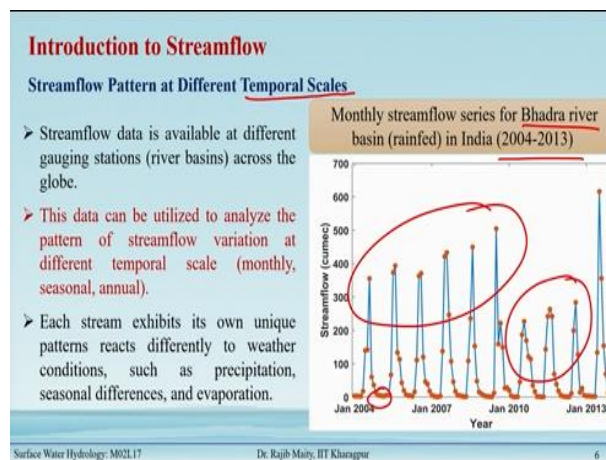 Introduction to Streamflow
Streamflow Pattern at Different Temporal Scales
➢ Streamflow data is available at different
gauging stations (river basins) across the
globe.
➢ This data can be utilized to analyze the
pattern of streamflow variation at
different temporal scale (monthly,
seasonal, annual).
➢ Each stream exhibits its own unique
patterns reacts differently to weather
conditions, such as precipitation,
seasonal differences, and evaporation.
Monthly streamflow series for Bhadra river
basin (rainfed) in India (2004-2013)
700
600
500
400
300
200
100
0
Streamflow (cumec)
Jan 2004 Jan 2007 Jan 2010 Jan 2013
Year
Surface Water Hydrology: M02L17 Dr. Rajib Maity, IIT Kharagpur 6